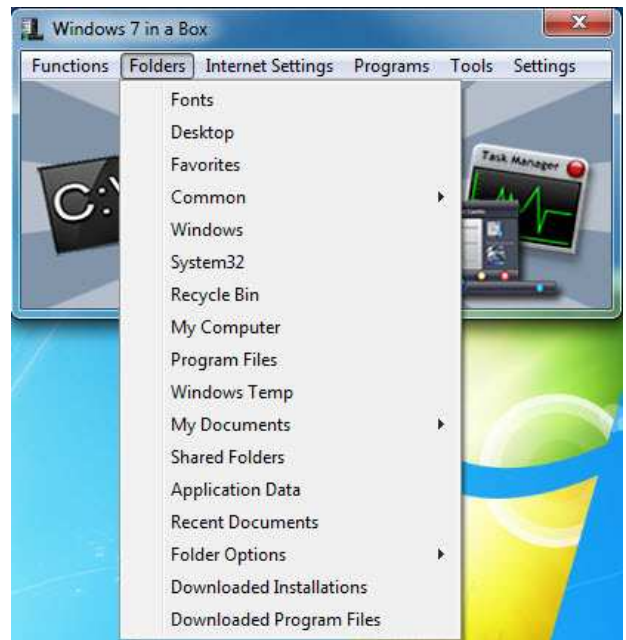 Windows 7 in a Box
Functions Folders Internet Settings Programs Tools Settings
Fonts
Desktop
Favorites
Common
Windows
System32
Recycle Bin
My Computer
Program Files
Windows Temp
My Documents
Shared Folders
Application Data
Recent Documents
Folder Options
Downloaded Installations
Downloaded Program Files
C:\
Task Manager